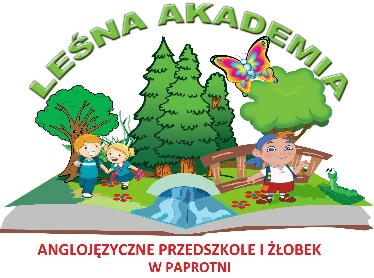 LEŚNA AKADEMIA
ANGLOJĘZYCZNE PRZEDSZKOLE I ŻŁOBEK
W PAPROTNI